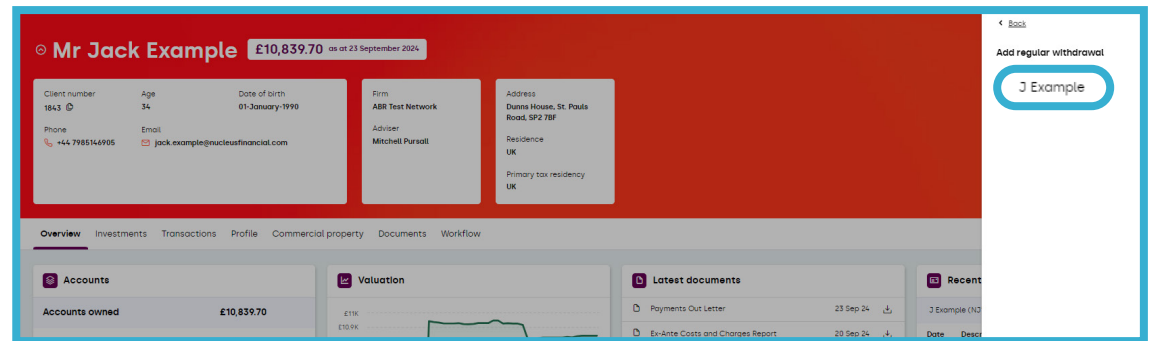 Mr Jack Example £10,839.70 as at 23 September 2024
Client number Age Date of birth
1843 34 01-January-1990
Phone Email
+44 7985146905 jack.example@nucleusfinancial.com
Firm
ABR Test Network
Adviser
Mitchell Pursall
Address
Dunns House, St. Pauls
Road, SP2 7BF
Residence
UK
Primary tax residency
UK
Back
Add regular withdrawal
J Example
Overview Investments Transactions Profile Commercial property Documents Workflow
Accounts
Accounts owned £10,839.70
Valuation
£11K
£10.9K
Latest documents
Payments Out Letter 23 Sep 24
Ex-Ante Costs and Charges Report 20 Sep 24
Recent
J Example (NJ
Date Descr